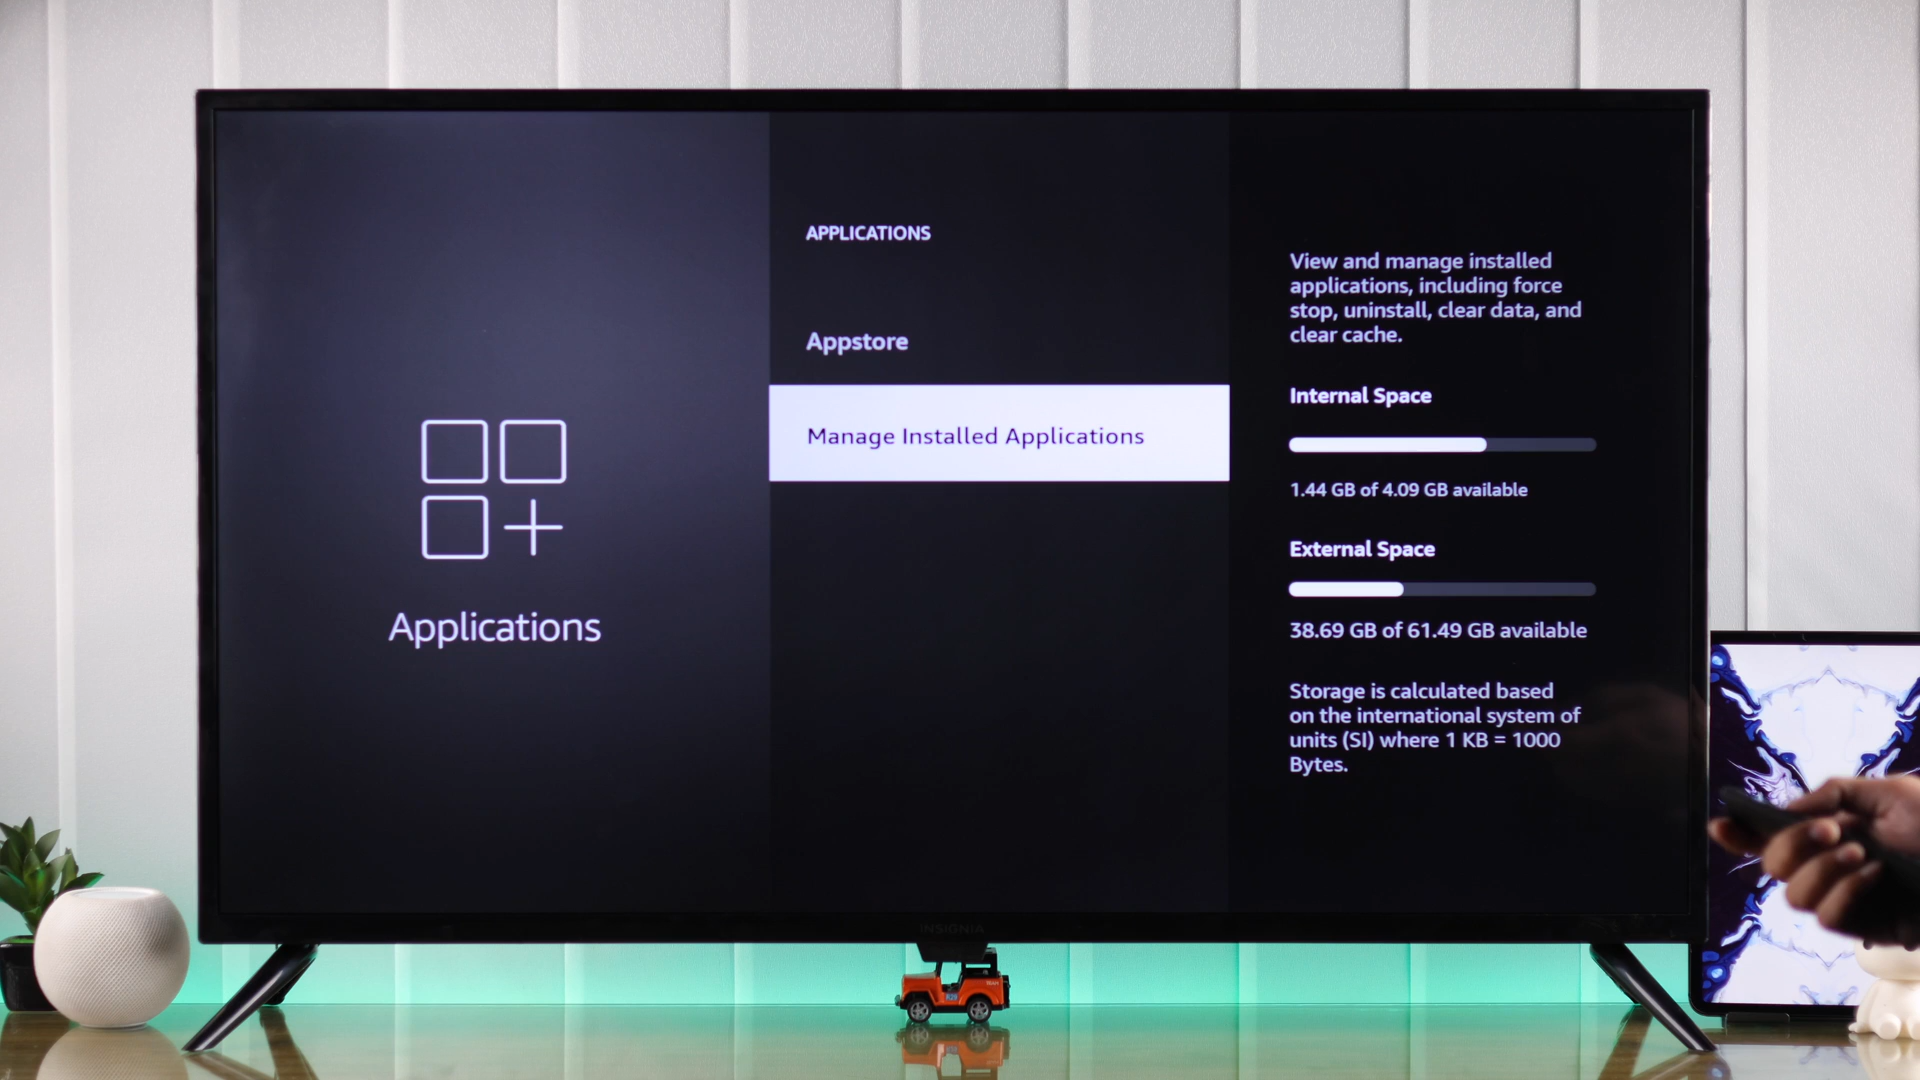 APPLICATIONS
Appstore
Manage Installed Applications
Applications
View and manage installed
applications, including force
stop, uninstall, clear data, and
clear cache.
Internal Space
1.44 GB of 4.09 GB available
External Space
38.69 GB of 61.49 GB available
Storage is calculated based
on the international system of
units (SI) where 1 KB = 1000
Bytes.
INSIGNIA